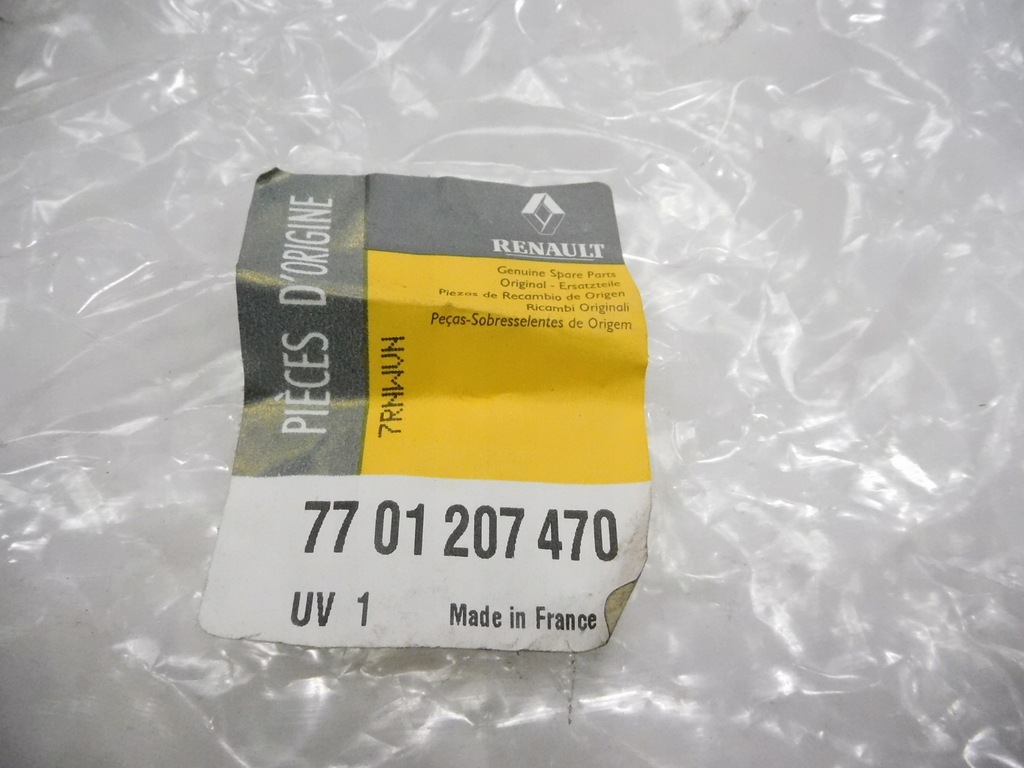 PIÈCES D'ORIGINE
RENAULT
Genuine Spare Parts
Original - Ersatzteile
Piezas de Recambio de Origen
Ricambi Originali
Peças-Sobresselentes de Origem
7RNWVN
77 01 207 470
UV 1
Made in France